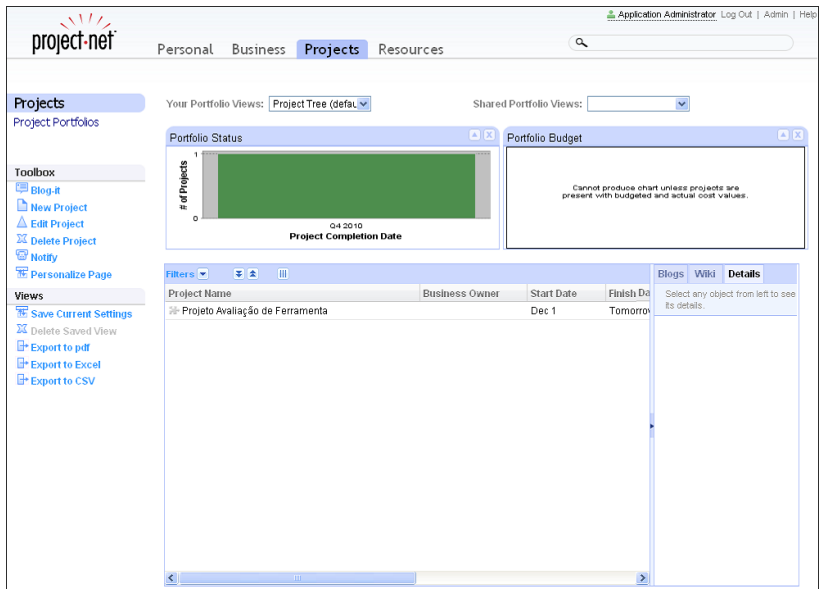 Application Administrator Log Out | Admin | Help
project·net
Personal Business Projects Resources
Projects
Project Portfolios
Your Portfolio Views: Project Tree (defau
Shared Portfolio Views:
Portfolio Status
Portfolio Budget
# of Projects
1
0
Q4 2010
Project Completion Date
Cannot produce chart unless projects are
present with budgeted and actual cost values.
Toolbox
Blog-it
New Project
Edit Project
Delete Project
Notify
Personalize Page
Views
Save Current Settings
Delete Saved View
Export to pdf
Export to Excel
Export to CSV
Filters
Project Name Business Owner Start Date Finish Da
Projeto Avaliação de Ferramenta Dec 1 Tomorrov
Blogs Wiki Details
Select any object from left to see
its details.